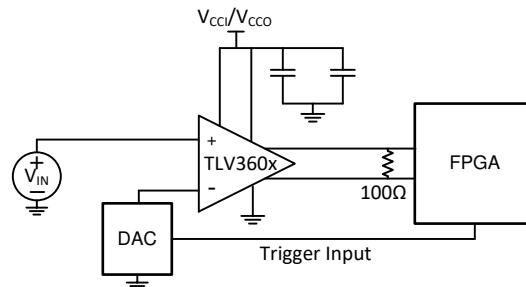 VCCI/VCCO
+
TLV360x
-
+
VIN
−
100Ω
FPGA
DAC
Trigger Input